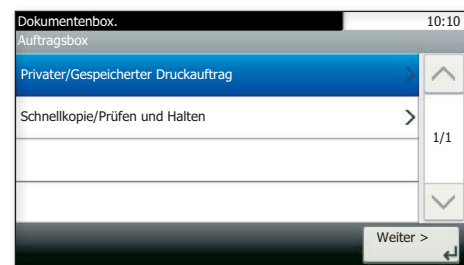 Dokumentenbox. 10:10
Auftragsbox
Privater/Gespeicherter Druckauftrag
Schnellkopie/Prüfen und Halten
1/1
Weiter >